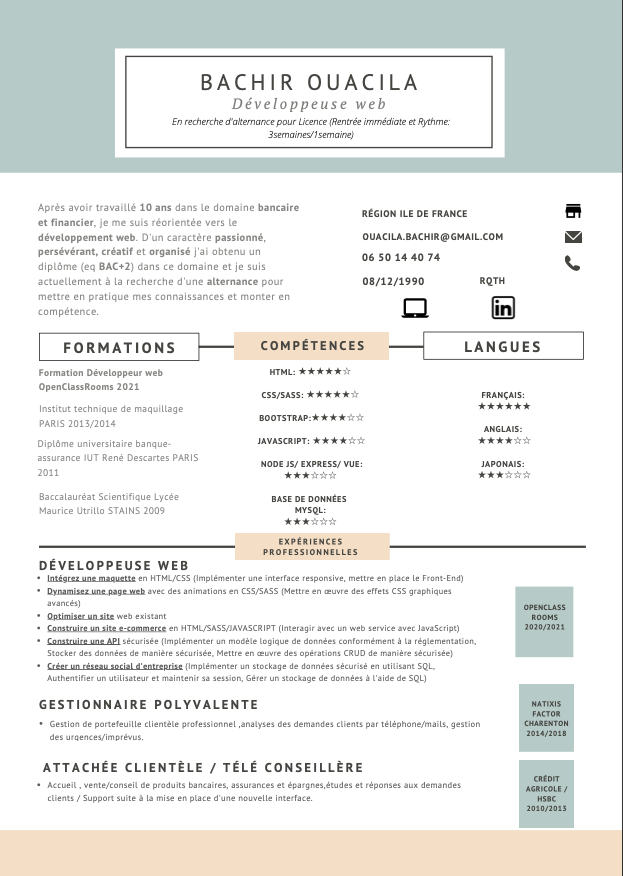 BACHIR OUACILA
Développeuse web
En recherche d'alternance pour Licence (Rentrée immédiate et Rythme:
3semaines/1semaine)
Après avoir travaillé 10 ans dans le domaine bancaire
et financier, je me suis réorientée vers le
développement web. D'un caractère passionné,
persévérant, créatif et organisé j'ai obtenu un
diplôme (eq BAC+2) dans ce domaine et je suis
actuellement à la recherche d'une alternance pour
mettre en pratique mes connaissances et monter en
compétence.
RÉGION ILE DE FRANCE
OUACILA.BACHIR@GMAIL.COM
06 50 14 40 74
08/12/1990 RQTH
in
FORMATIONS
Formation Développeur web
OpenClassRooms 2021
Institut technique de maquillage
PARIS 2013/2014
Diplôme universitaire banque-
assurance IUT René Descartes PARIS
2011
Baccalauréat Scientifique Lycée
Maurice Utrillo STAINS 2009
COMPÉTENCES
HTML: ★★★★★☆
CSS/SASS: ★★★★★☆
BOOTSTRAP:★★★★☆☆
JAVASCRIPT: ★★★★☆☆
NODE JS/ EXPRESS/ VUE:
★★★☆☆☆
BASE DE DONNÉES
MYSQL:
★★★☆☆☆
LANGUES
FRANÇAIS:
★★★★★★
ANGLAIS:
★★★★☆☆
JAPONAIS:
★★★☆☆☆
EXPÉRIENCES
PROFESSIONNELLES
DÉVELOPPEUSE WEB
• Intégrez une maquette en HTML/CSS (Implémenter une interface responsive, mettre en place le Front-End)
• Dynamisez une page web avec des animations en CSS/SASS (Mettre en œuvre des effets CSS graphiques
avancés)
• Optimiser un site web existant
• Construire un site e-commerce en HTML/SASS/JAVASCRIPT (Interagir avec un web service avec JavaScript)
• Construire une API sécurisée (Implémenter un modèle logique de données conformément à la réglementation,
Stocker des données de manière sécurisée, Mettre en œuvre des opérations CRUD de manière sécurisée)
• Créer un réseau social d'entreprise (Implémenter un stockage de données sécurisé en utilisant SQL,
Authentifier un utilisateur et maintenir sa session, Gérer un stockage de données à l'aide de SQL)
OPENCLASS
ROOMS
2020/2021
GESTIONNAIRE POLYVALENTE
• Gestion de portefeuille clientèle professionnel ,analyses des demandes clients par téléphone/mails, gestion
des urgences/imprévus.
NATIXIS
FACTOR
CHARENTON
2014/2018
ATTACHÉE CLIENTÈLE / TÉLÉ CONSEILLÈRE
• Accueil , vente/conseil de produits bancaires, assurances et épargnes,études et réponses aux demandes
clients / Support suite à la mise en place d'une nouvelle interface.
CRÉDIT
AGRICOLE /
HSBC
2010/2013